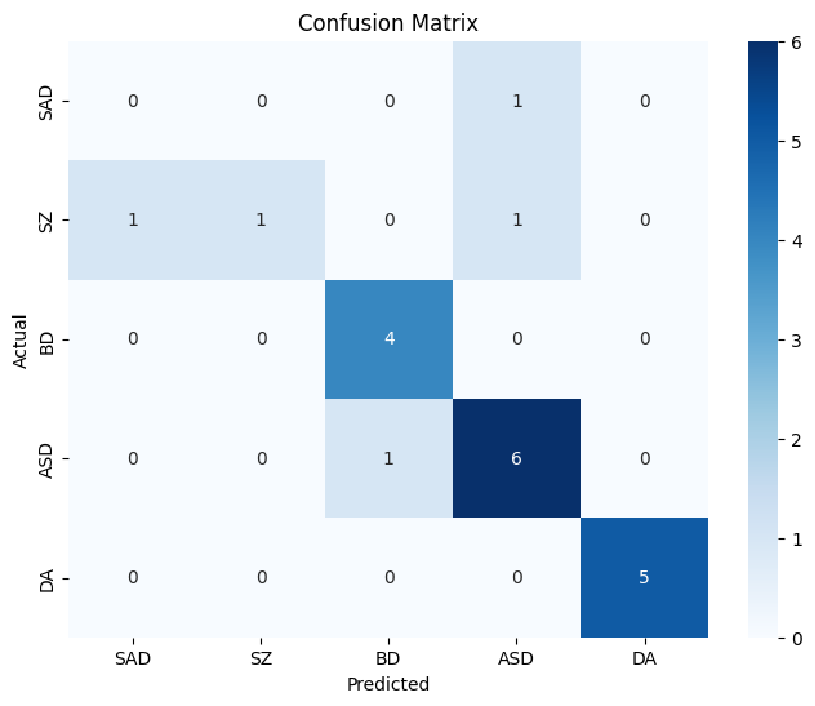 Confusion Matrix
SAD 0 0 0 1 0
SZ 1 1 0 1 0
BD 0 0 4 0 0
ASD 0 0 1 6 0
DA 0 0 0 0 5
SAD SZ BD ASD DA
Predicted
Actual
6
5
4
3
2
1
0